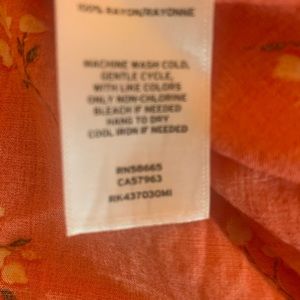 100% RAYON/RAYONNE
MACHINE WASH COLD,
GENTLE CYCLE,
WITH LIKE COLORS
ONLY NON-CHLORINE
BLEACH IF NEEDED
HANG TO DRY
COOL IRON IF NEEDED
RN58665
CA57963
RK437030MI